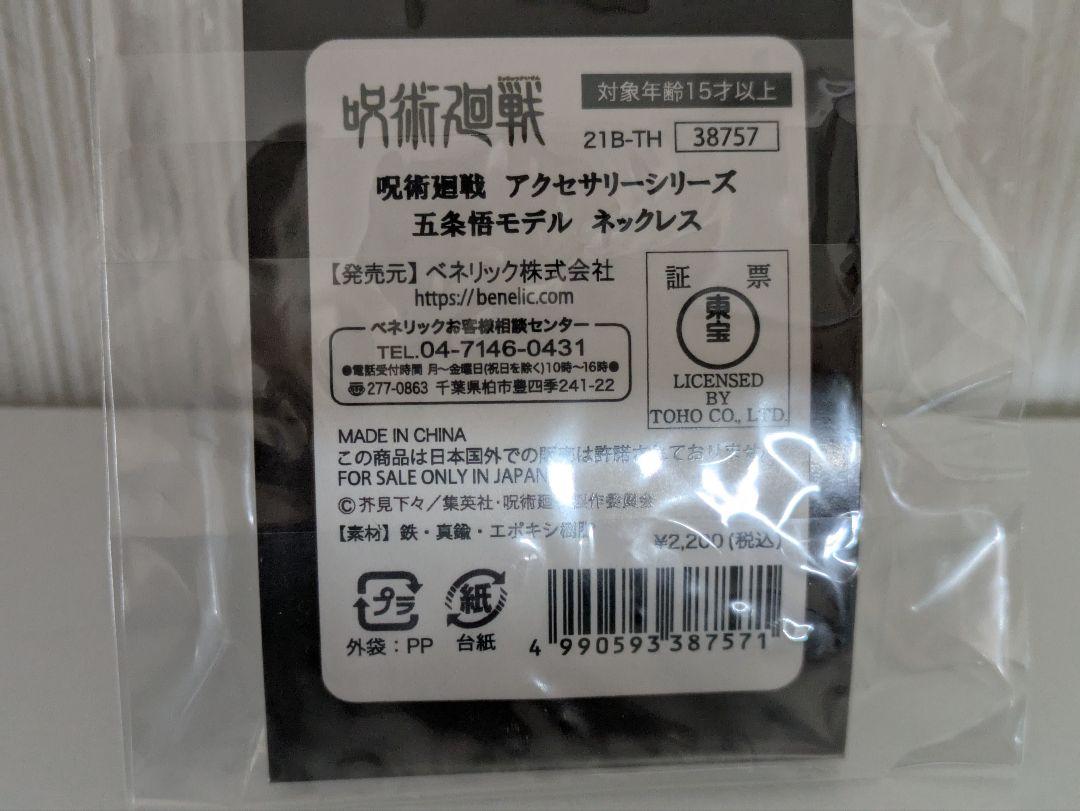 じゅじゅつかいせん
呪術廻戦
対象年齢15才以上
21B-TH 38757
呪術廻戦 アクセサリーシリーズ
五条悟モデル ネックレス
【発売元】ベネリック株式会社
https://benelic.com
ベネリックお客様相談センター
TEL.04-7146-0431
●電話受付時間 月~金曜日(祝日を除く)10時~16時●
〠277-0863 千葉県柏市豊四季241-22
証 票
東宝
LICENSED
BY
TOHO CO., LTD.
MADE IN CHINA
この商品は日本国外での販売は許諾されておりません
FOR SALE ONLY IN JAPAN
©芥見下々/集英社・呪術廻戦製作委員会
【素材】鉄・真鍮・エポキシ樹脂
¥2,200(税込)
プラ
外袋:PP
紙
台紙
4 990593 387571